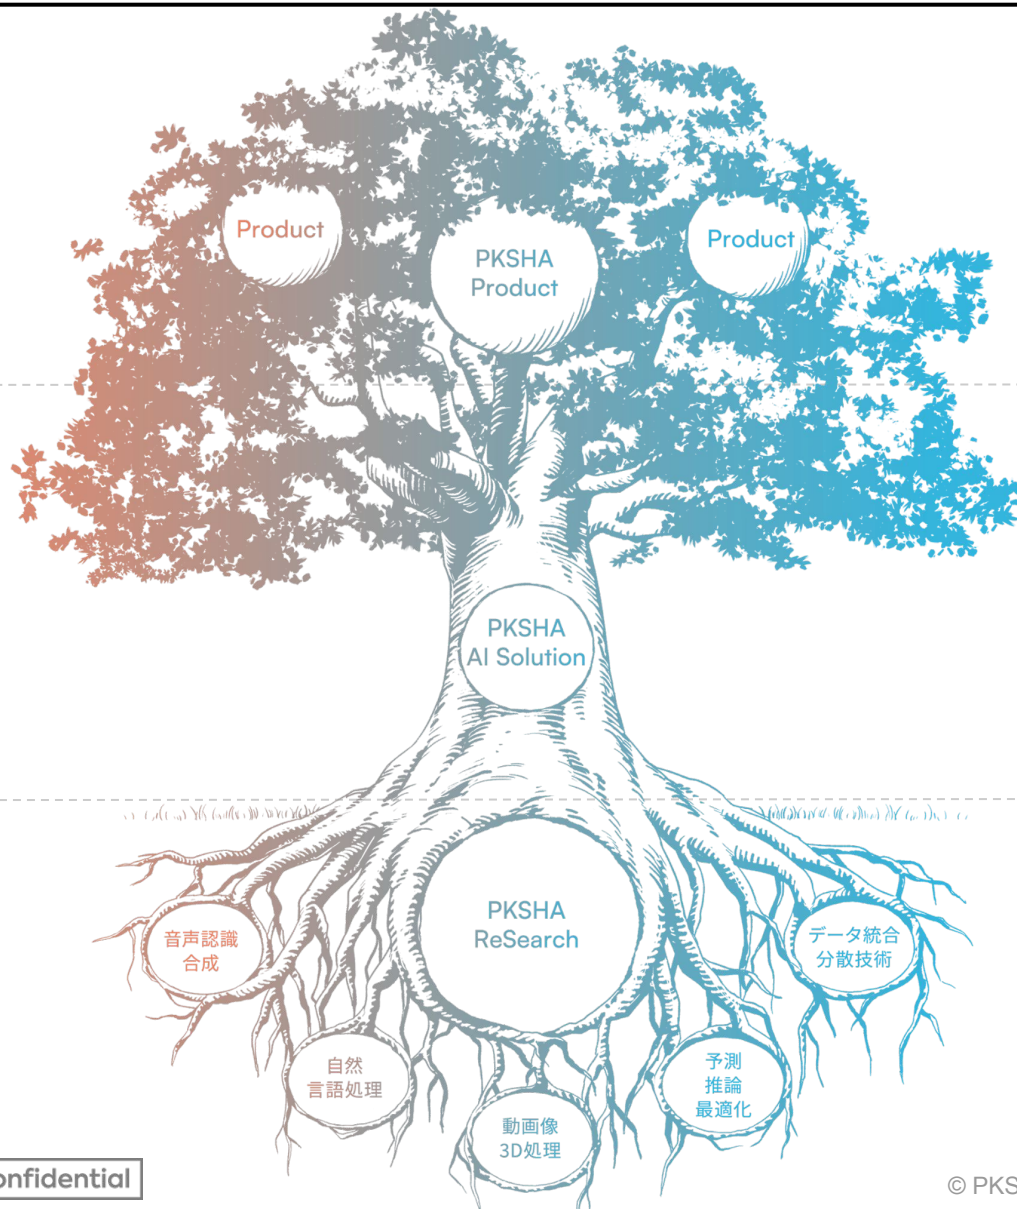 Product
PKSHA
Product
Product
PKSHA
AI Solution
PKSHA
ReSearch
音声認識
合成
データ統合
分散技術
自然
言語処理
予測
推論
最適化
動画像
3D処理
onfidential
© PKS